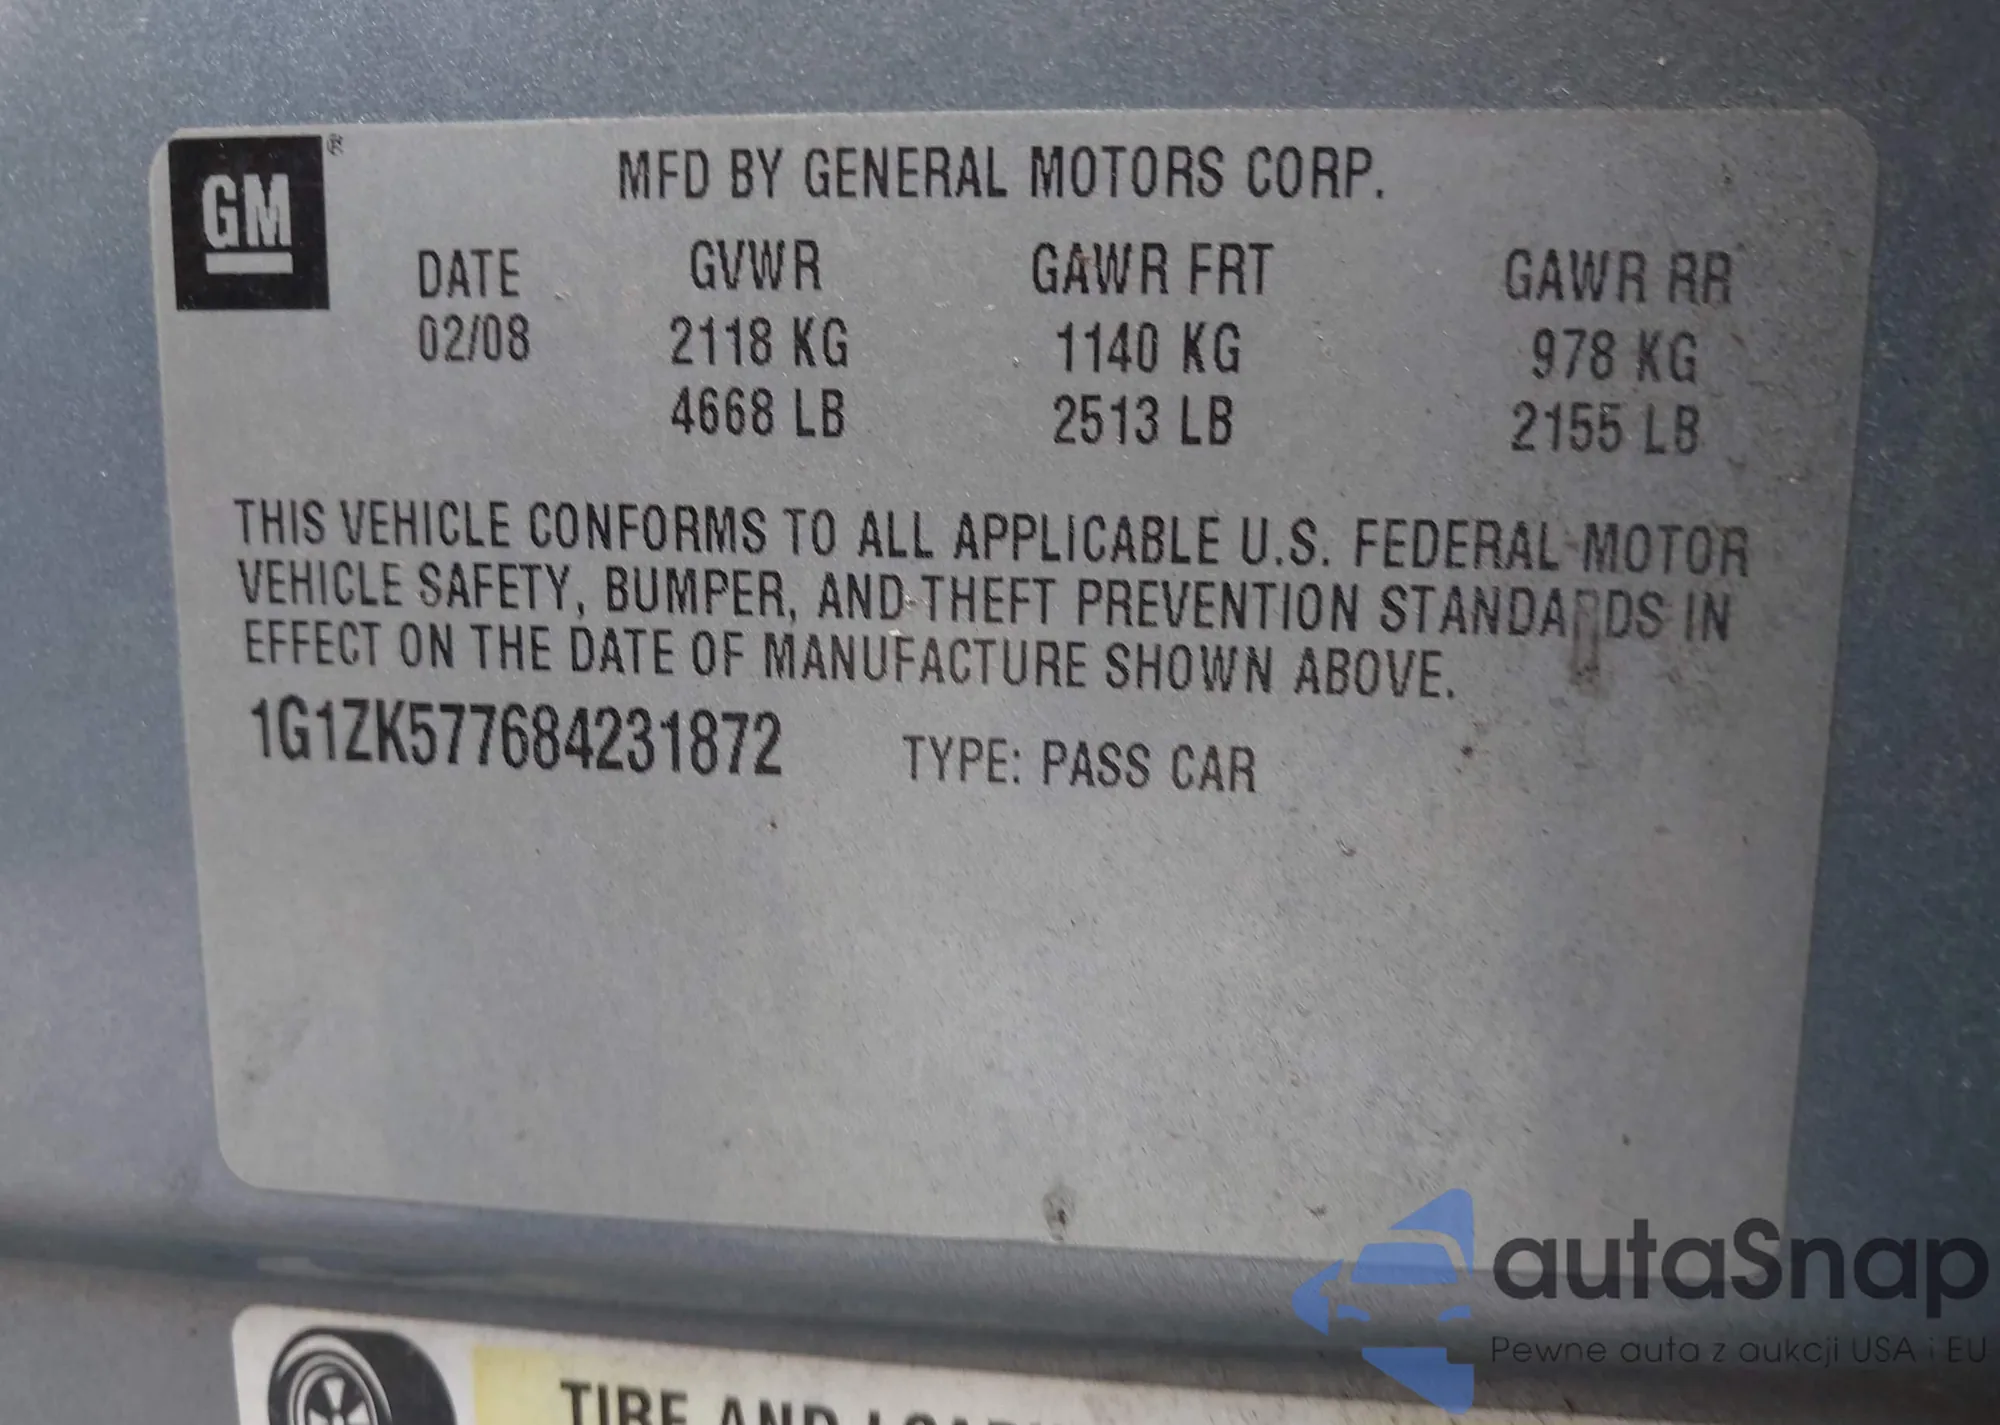 GM ®
MFD BY GENERAL MOTORS CORP.
DATE GVWR GAWR FRT GAWR RR
02/08 2118 KG 1140 KG 978 KG
4668 LB 2513 LB 2155 LB
THIS VEHICLE CONFORMS TO ALL APPLICABLE U.S. FEDERAL MOTOR
VEHICLE SAFETY, BUMPER, AND THEFT PREVENTION STANDARDS IN
EFFECT ON THE DATE OF MANUFACTURE SHOWN ABOVE.
1G1ZK577684231872 TYPE: PASS CAR
autaSnap
Pewne auta z aukcji USA i EU
TIRE AND